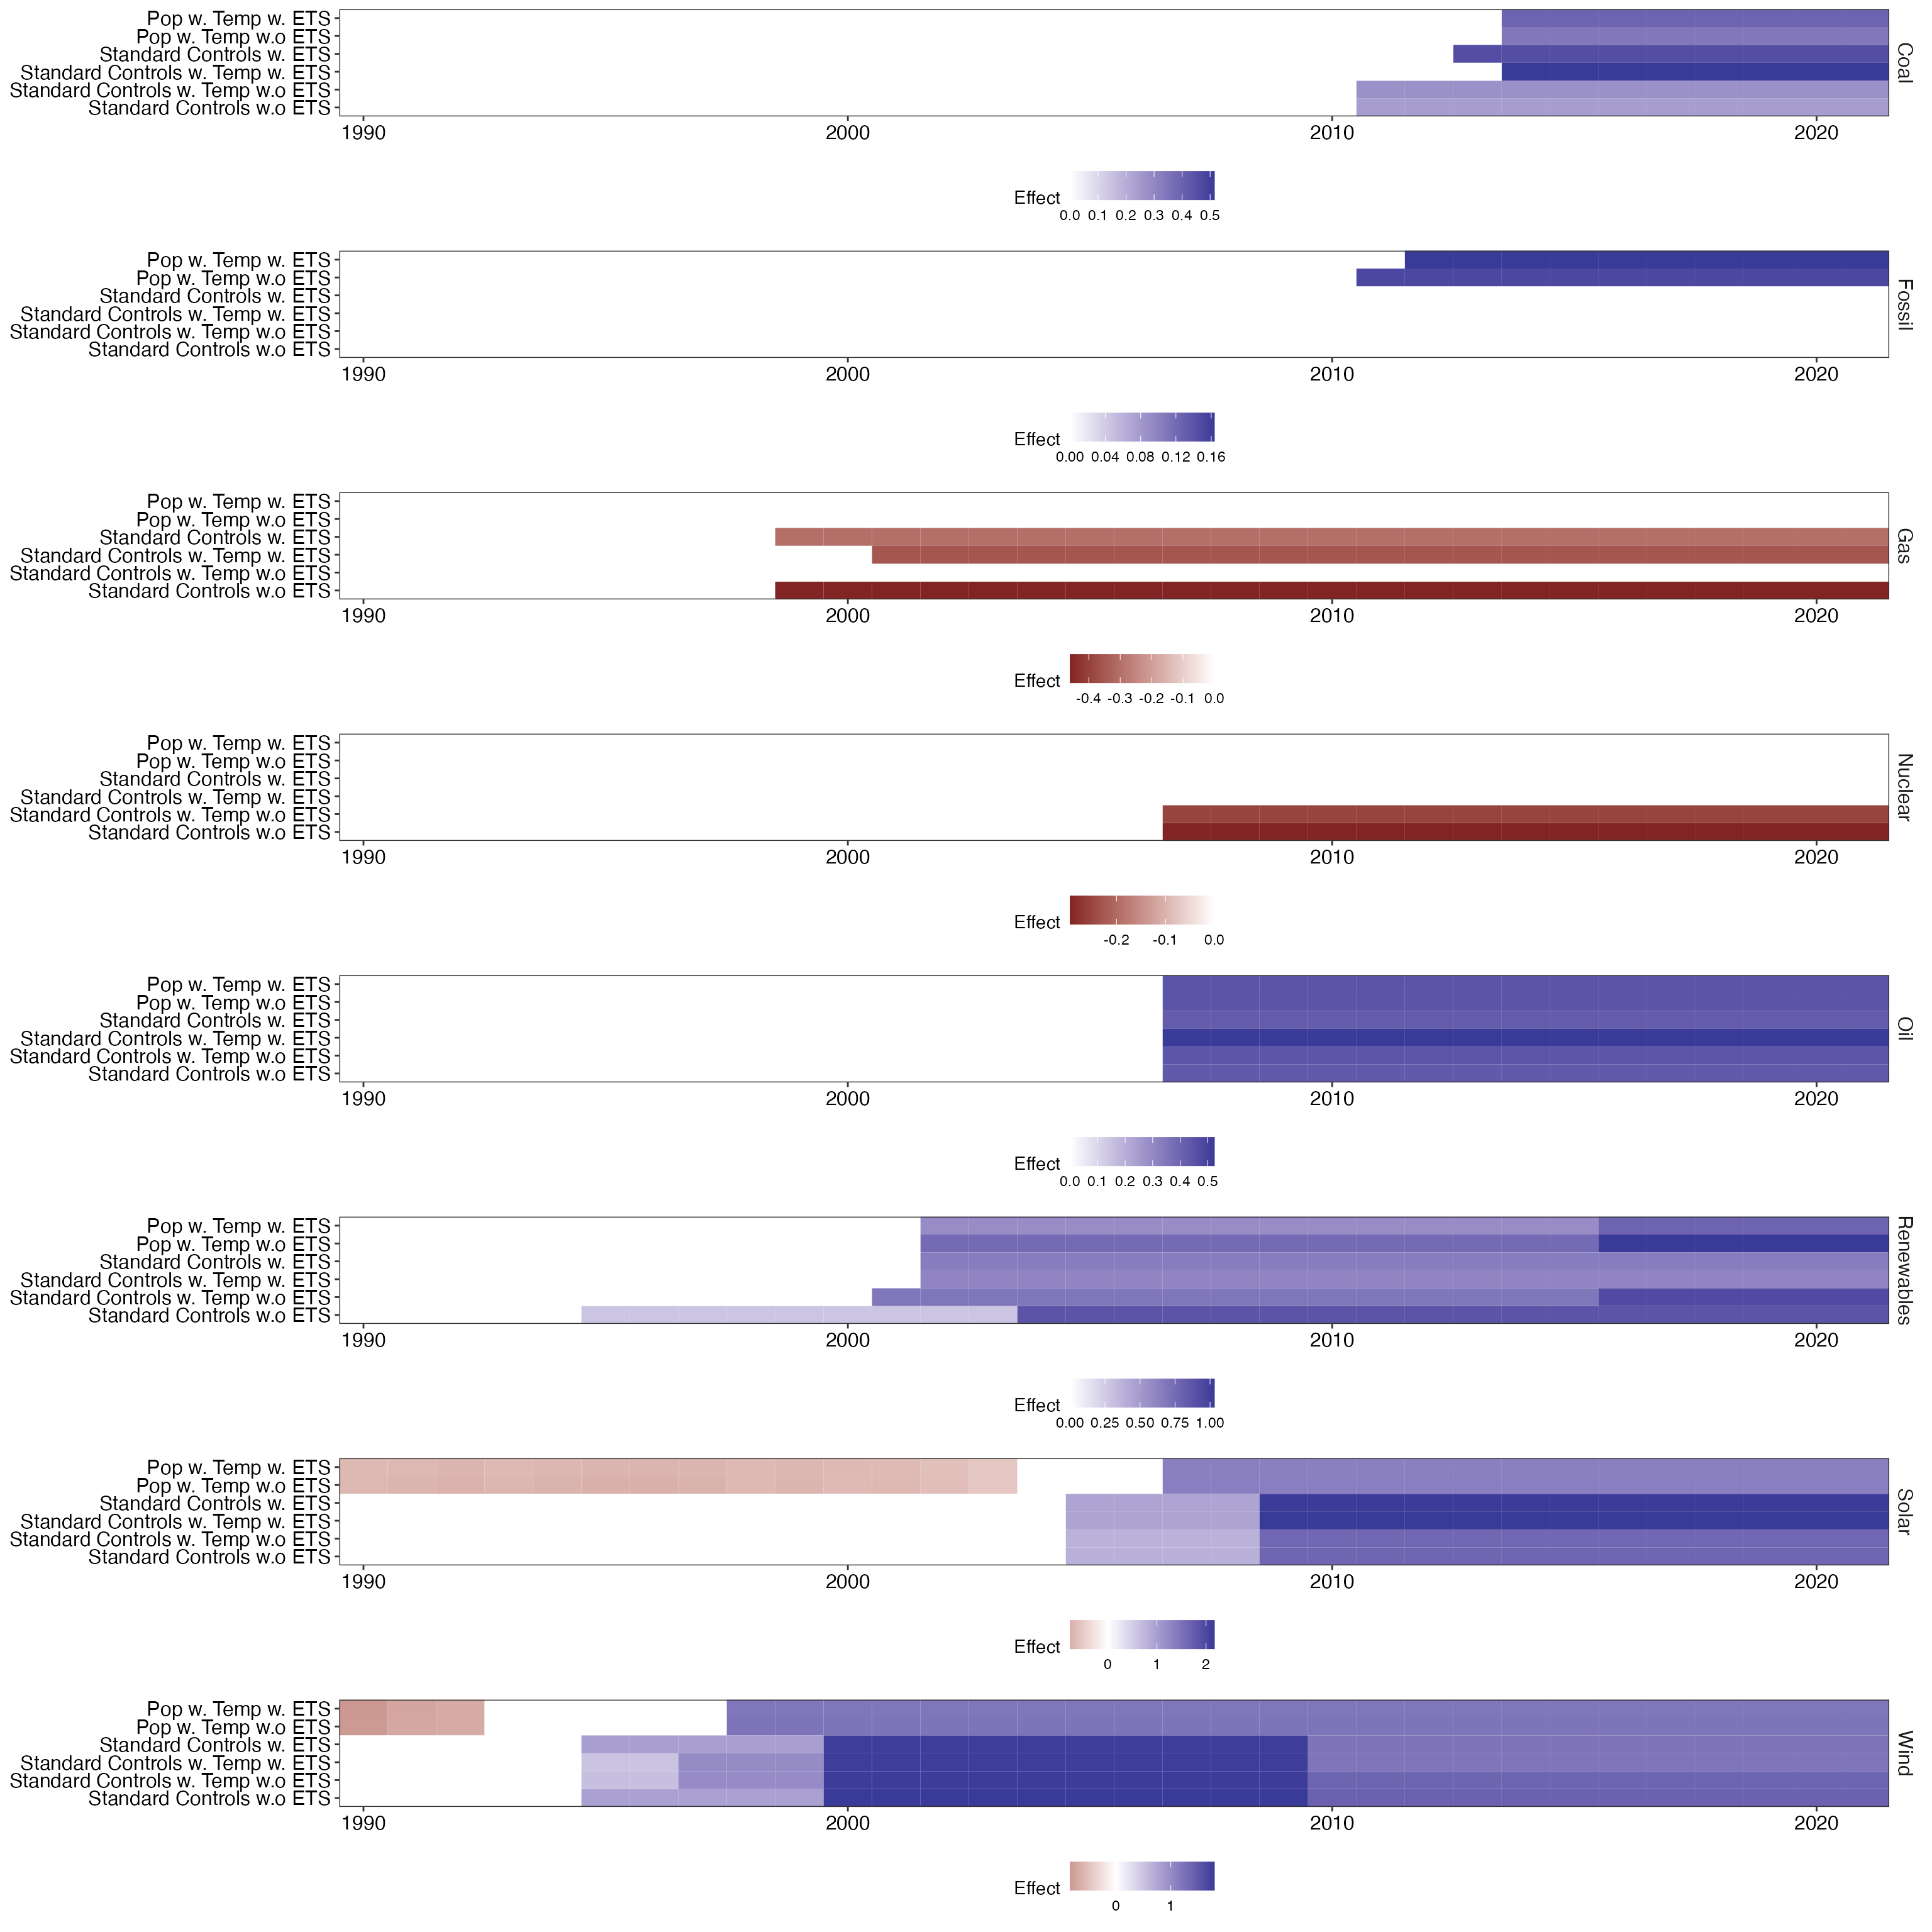 Pop w. Temp w. ETS
Pop w. Temp w.o ETS
Standard Controls w. ETS
Standard Controls w. Temp w. ETS
Standard Controls w. Temp w.o ETS
Standard Controls w.o ETS
Coal
1990 2000 2010 2020
Effect
0.0 0.1 0.2 0.3 0.4 0.5
Pop w. Temp w. ETS
Pop w. Temp w.o ETS
Standard Controls w. ETS
Standard Controls w. Temp w. ETS
Standard Controls w. Temp w.o ETS
Standard Controls w.o ETS
Fossil
1990 2000 2010 2020
Effect
0.00 0.04 0.08 0.12 0.16
Pop w. Temp w. ETS
Pop w. Temp w.o ETS
Standard Controls w. ETS
Standard Controls w. Temp w. ETS
Standard Controls w. Temp w.o ETS
Standard Controls w.o ETS
Gas
1990 2000 2010 2020
Effect
-0.4 -0.3 -0.2 -0.1 0.0
Pop w. Temp w. ETS
Pop w. Temp w.o ETS
Standard Controls w. ETS
Standard Controls w. Temp w. ETS
Standard Controls w. Temp w.o ETS
Standard Controls w.o ETS
Nuclear
1990 2000 2010 2020
Effect
-0.2 -0.1 0.0
Pop w. Temp w. ETS
Pop w. Temp w.o ETS
Standard Controls w. ETS
Standard Controls w. Temp w. ETS
Standard Controls w. Temp w.o ETS
Standard Controls w.o ETS
Oil
1990 2000 2010 2020
Effect
0.0 0.1 0.2 0.3 0.4 0.5
Pop w. Temp w. ETS
Pop w. Temp w.o ETS
Standard Controls w. ETS
Standard Controls w. Temp w. ETS
Standard Controls w. Temp w.o ETS
Standard Controls w.o ETS
Renewables
1990 2000 2010 2020
Effect
0.00 0.25 0.50 0.75 1.00
Pop w. Temp w. ETS
Pop w. Temp w.o ETS
Standard Controls w. ETS
Standard Controls w. Temp w. ETS
Standard Controls w. Temp w.o ETS
Standard Controls w.o ETS
Solar
1990 2000 2010 2020
Effect
0 1 2
Pop w. Temp w. ETS
Pop w. Temp w.o ETS
Standard Controls w. ETS
Standard Controls w. Temp w. ETS
Standard Controls w. Temp w.o ETS
Standard Controls w.o ETS
Wind
1990 2000 2010 2020
Effect
0 1